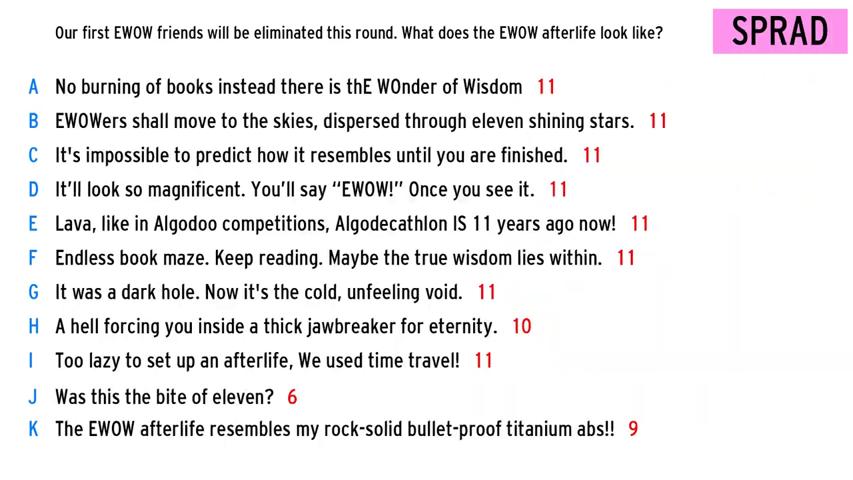 Our first EWOW friends will be eliminated this round. What does the EWOW afterlife look like?
SPRAD
A No burning of books instead there is thE WOnder of Wisdom 11
B EWOWers shall move to the skies, dispersed through eleven shining stars. 11
C It's impossible to predict how it resembles until you are finished. 11
D It’ll look so magnificent. You’ll say “EWOW!” Once you see it. 11
E Lava, like in Algodoo competitions, Algodecathlon IS 11 years ago now! 11
F Endless book maze. Keep reading. Maybe the true wisdom lies within. 11
G It was a dark hole. Now it's the cold, unfeeling void. 11
H A hell forcing you inside a thick jawbreaker for eternity. 10
I Too lazy to set up an afterlife, We used time travel! 11
J Was this the bite of eleven? 6
K The EWOW afterlife resembles my rock-solid bullet-proof titanium abs!! 9